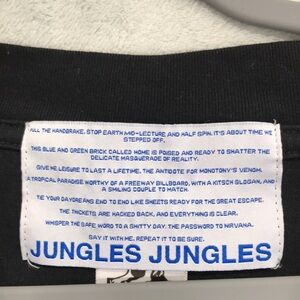 ULL THE HANDBRAKE. STOP EARTH MID-LECTURE AND HALF SPIN. IT'S ABOUT TIME WE
STEPPED OFF.
THIS BLUE AND GREEN BRICK CALLED HOME IS POISED AND READY TO SHATTER THE
DELICATE MASQUERADE OF REALITY.
GIVE ME LEISURE TO LAST A LIFETIME. THE ANTIDOTE FOR MONOTONY'S VENOM.
A TROPICAL PARADISE WORTHY OF A FREEWAY BILLBOARD, WITH A KITSCH SLOGAN, AND
A SMILING COUPLE TO MATCH.
TIE YOUR DAYDREAMS END TO END LIKE SHEETS READY FOR THE GREAT ESCAPE.
THE THICKETS ARE HACKED BACK, AND EVERYTHING IS CLEAR.
WHISPER THE SAFE WORD TO A SHITTY DAY. THE PASSWORD TO NIRVANA.
SAY IT WITH ME. REPEAT IT TO BE SURE.
JUNGLES JUNGLES